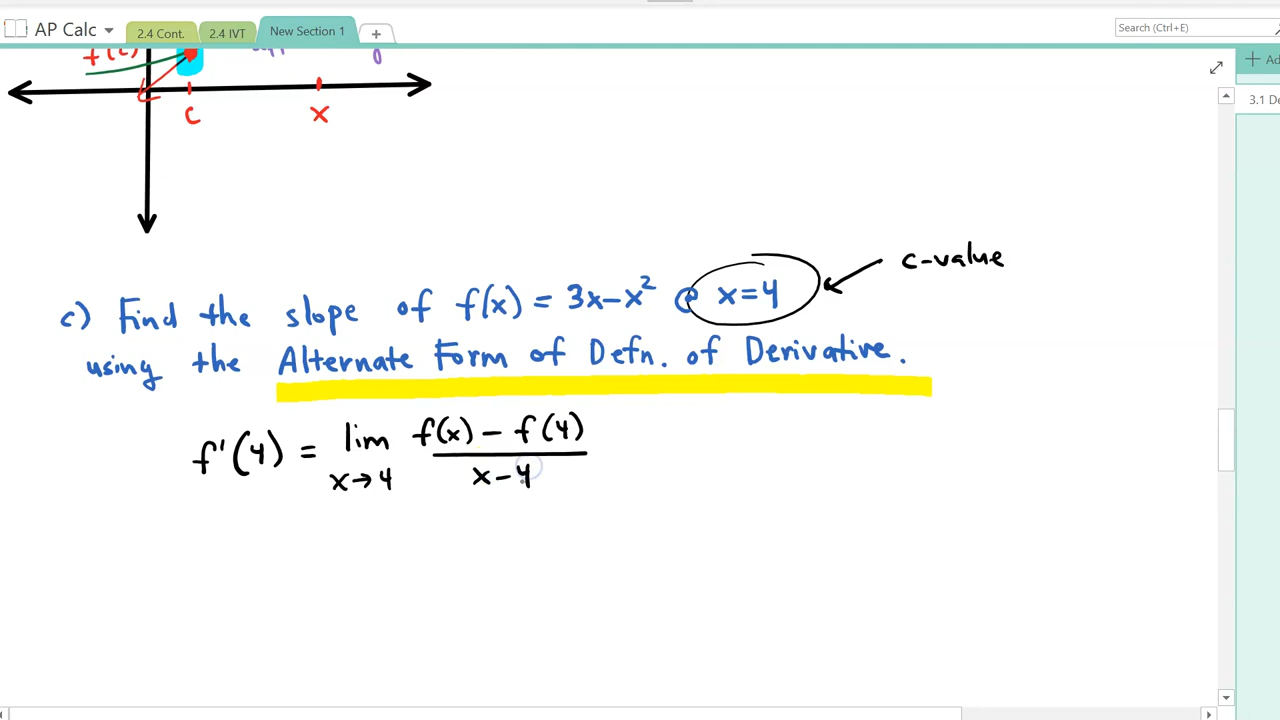 AP Calc
2.4 Cont.
2.4 IVT
New Section 1
Search (Ctrl+E)
f(c)
c
x
3.1 De
c-value
c) Find the slope of f(x) = 3x-x² @ x=4
using the Alternate Form of Defn. of Derivative.
f'(4) = lim f(x) - f(4)
x→4 x-4